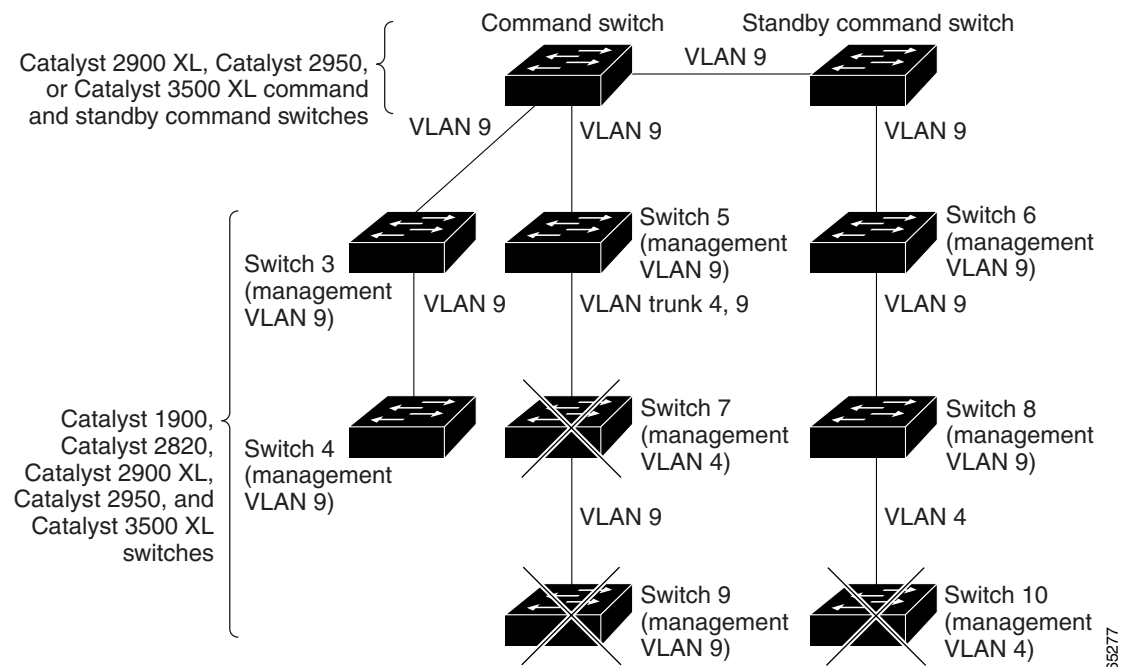 Command switch
Standby command switch
Catalyst 2900 XL, Catalyst 2950,
or Catalyst 3500 XL command
and standby command switches
VLAN 9
VLAN 9
VLAN 9
VLAN 9
Switch 3
(management
VLAN 9)
Switch 5
(management
VLAN 9)
Switch 6
(management
VLAN 9)
VLAN 9
VLAN trunk 4, 9
VLAN 9
Catalyst 1900,
Catalyst 2820,
Catalyst 2900 XL,
Catalyst 2950, and
Catalyst 3500 XL
switches
Switch 4
(management
VLAN 9)
Switch 7
(management
VLAN 4)
Switch 8
(management
VLAN 9)
VLAN 9
VLAN 4
Switch 9
(management
VLAN 9)
Switch 10
(management
VLAN 4)
65277